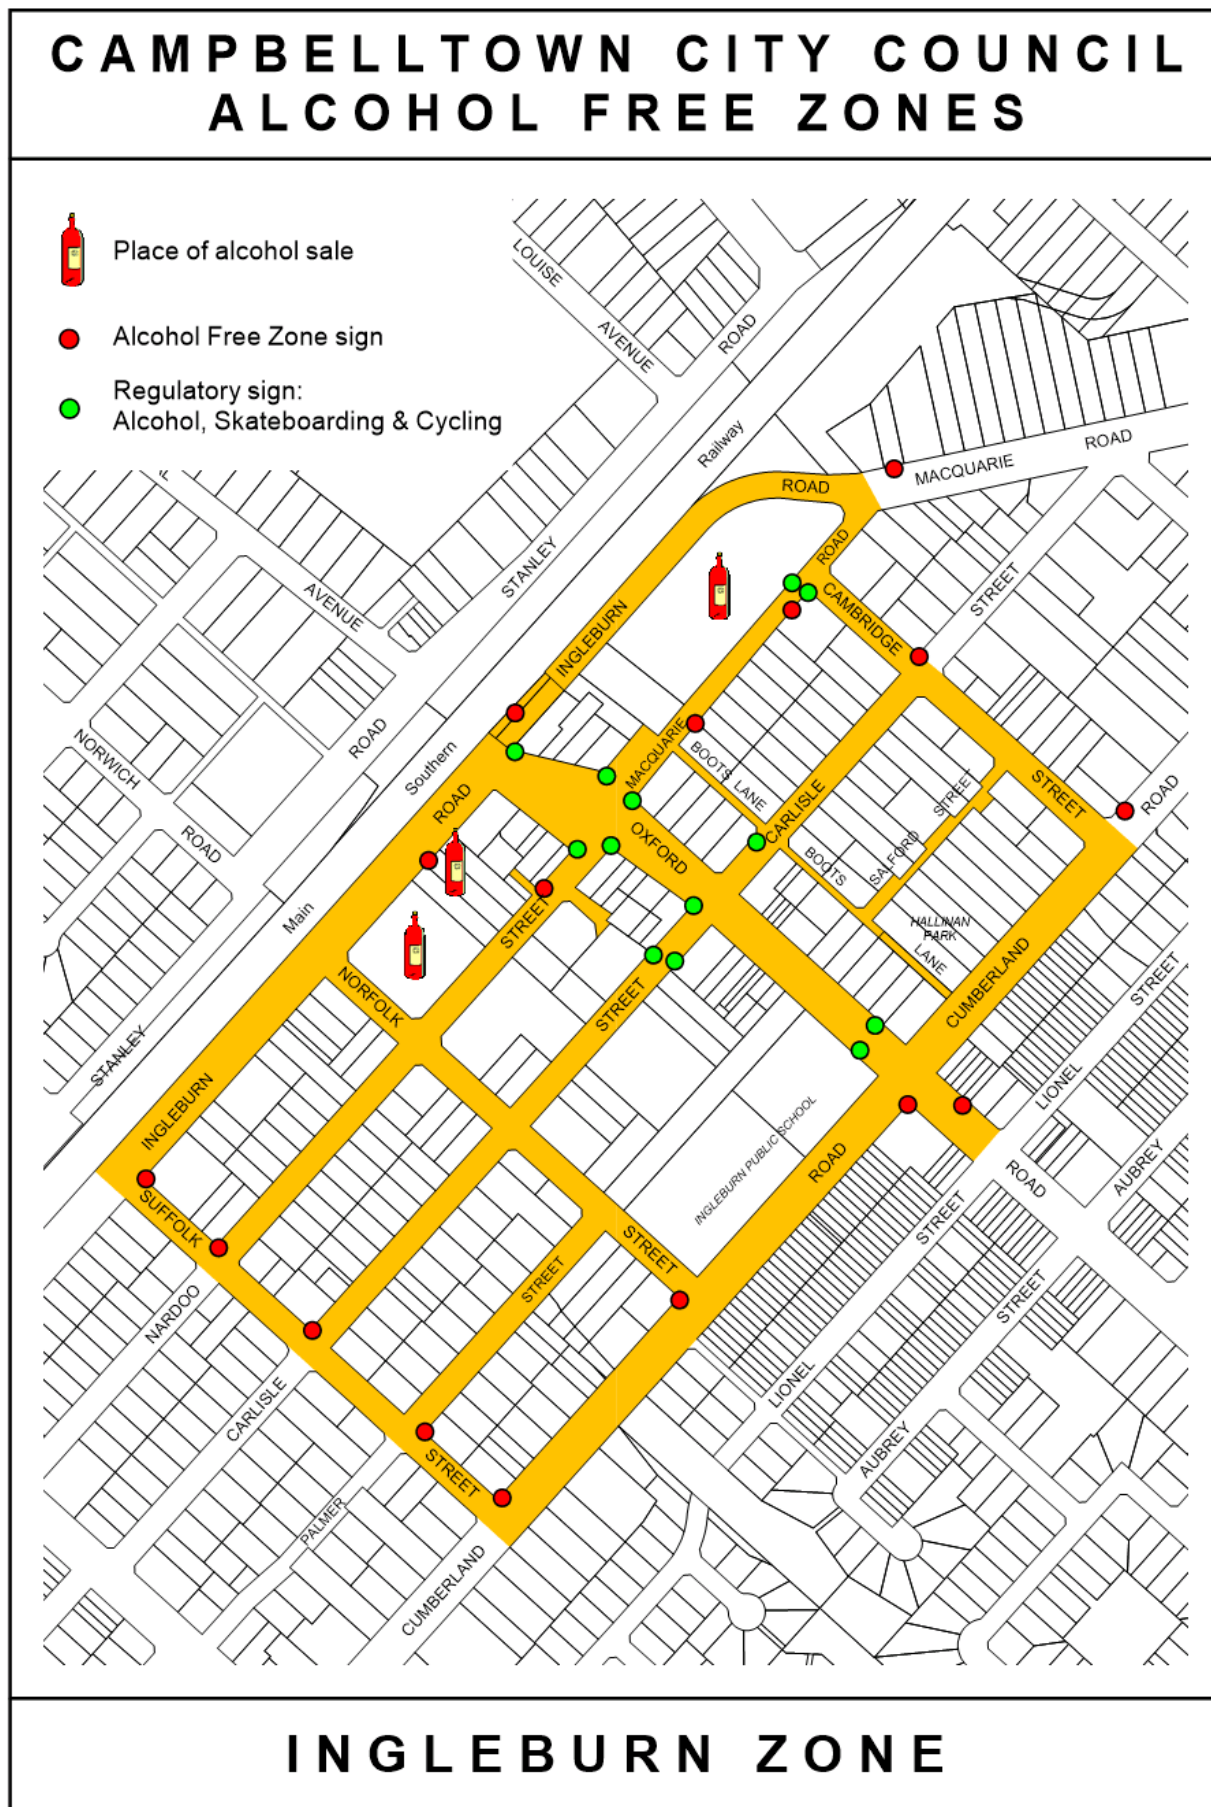 CAMPBELLTOWN CITY COUNCIL
ALCOHOL FREE ZONES
Place of alcohol sale
Alcohol Free Zone sign
Regulatory sign:
Alcohol, Skateboarding & Cycling
LOUISE
AVENUE
ROAD
Railway
ROAD
MACQUARIE
ROAD
STANLEY
ROAD
STREET
AVENUE
CAMBRIDGE
INGLEBURN
NORWICH
ROAD
Southern
MACQUARIE
BOOTS LANE
STREET
STREET
ROAD
ROAD
ROAD
CARLISLE
OXFORD
BOOTS
SALFORD
Main
STREET
HALLINAN
PARK
LANE
NORFOLK
STREET
CUMBERLAND
STREET
STANLEY
LIONEL
INGLEBURN
INGLEBURN PUBLIC SCHOOL
ROAD
ROAD
AUBREY
SUFFOLK
STREET
STREET
STREET
STREET
NARDOO
LIONEL
CARLISLE
AUBREY
STREET
PALMER
CUMBERLAND
INGLEBURN ZONE